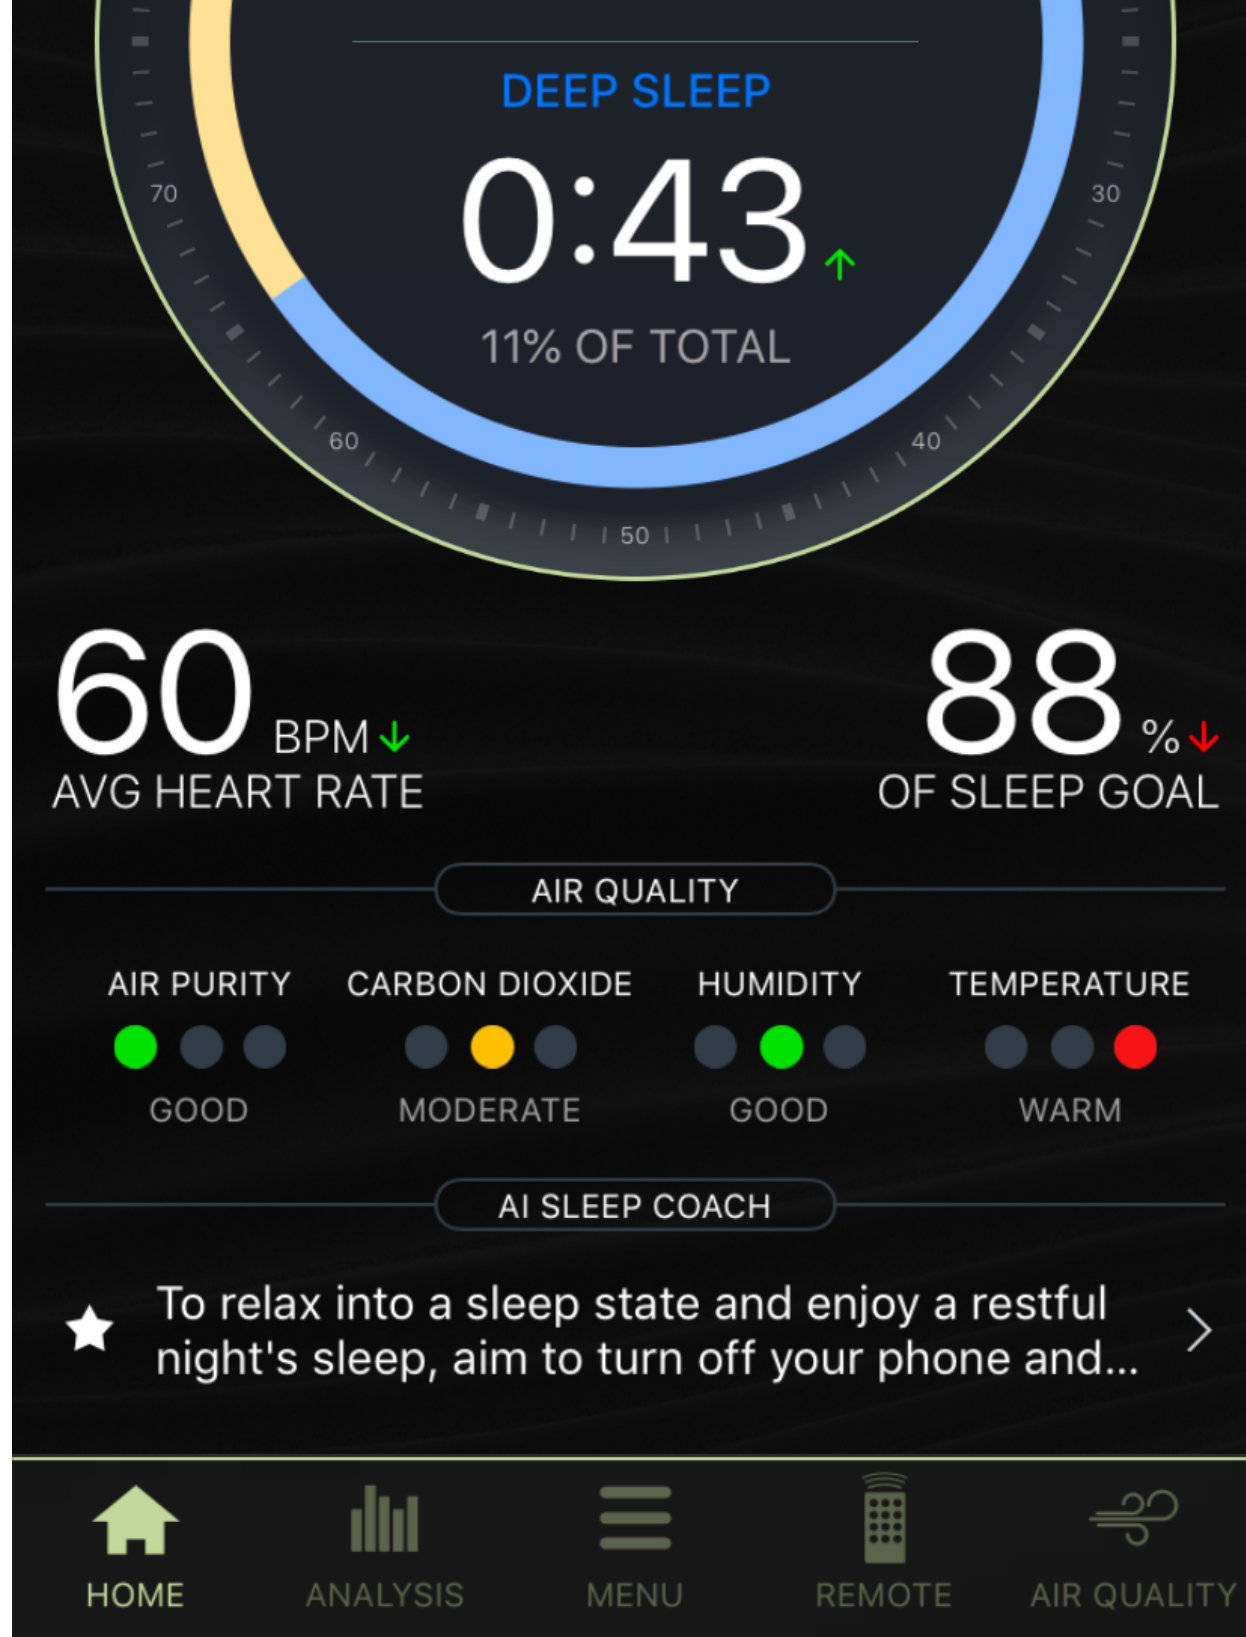 DEEP SLEEP
0:43
70
30
11% OF TOTAL
60
40
50
60 BPM
AVG HEART RATE
88 %
OF SLEEP GOAL
AIR QUALITY
AIR PURITY
CARBON DIOXIDE
HUMIDITY
TEMPERATURE
GOOD
MODERATE
GOOD
WARM
AI SLEEP COACH
To relax into a sleep state and enjoy a restful
night's sleep, aim to turn off your phone and...
HOME
ANALYSIS
MENU
REMOTE
AIR QUALITY